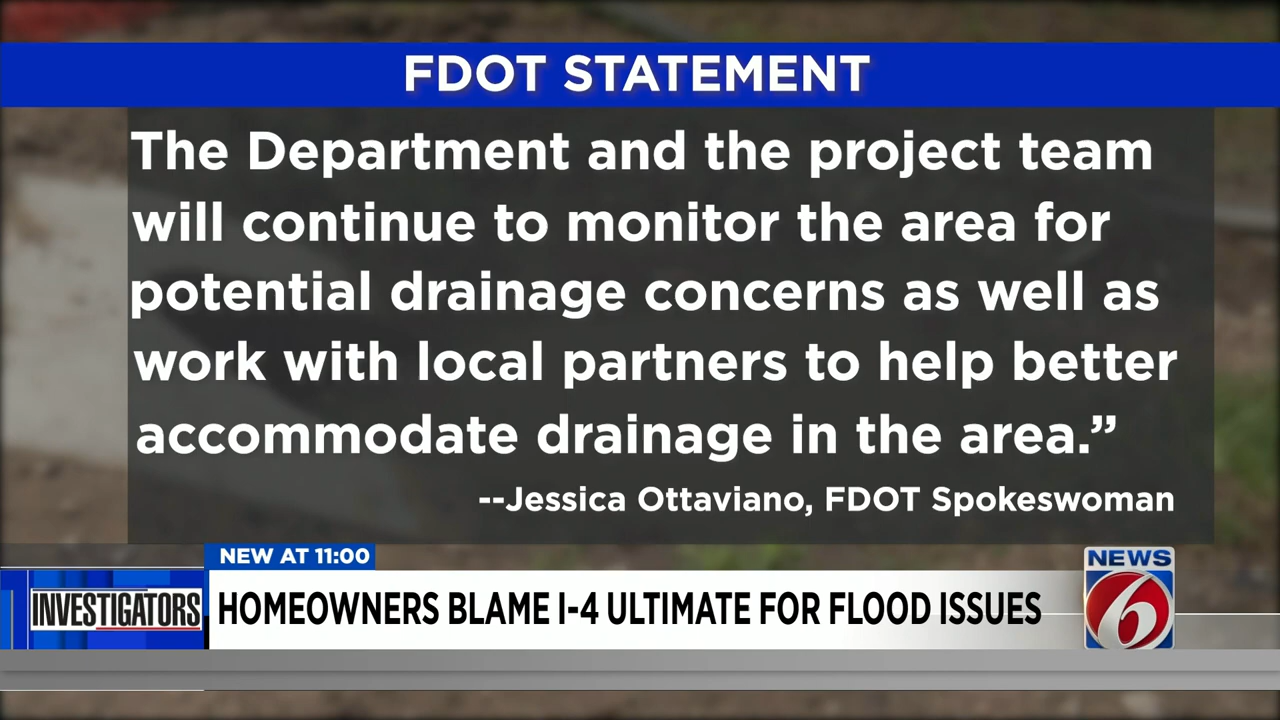 FDOT STATEMENT
The Department and the project team
will continue to monitor the area for
potential drainage concerns as well as
work with local partners to help better
accommodate drainage in the area.”
--Jessica Ottaviano, FDOT Spokeswoman
NEW AT 11:00
INVESTIGATORS
HOMEOWNERS BLAME I-4 ULTIMATE FOR FLOOD ISSUES
NEWS
6